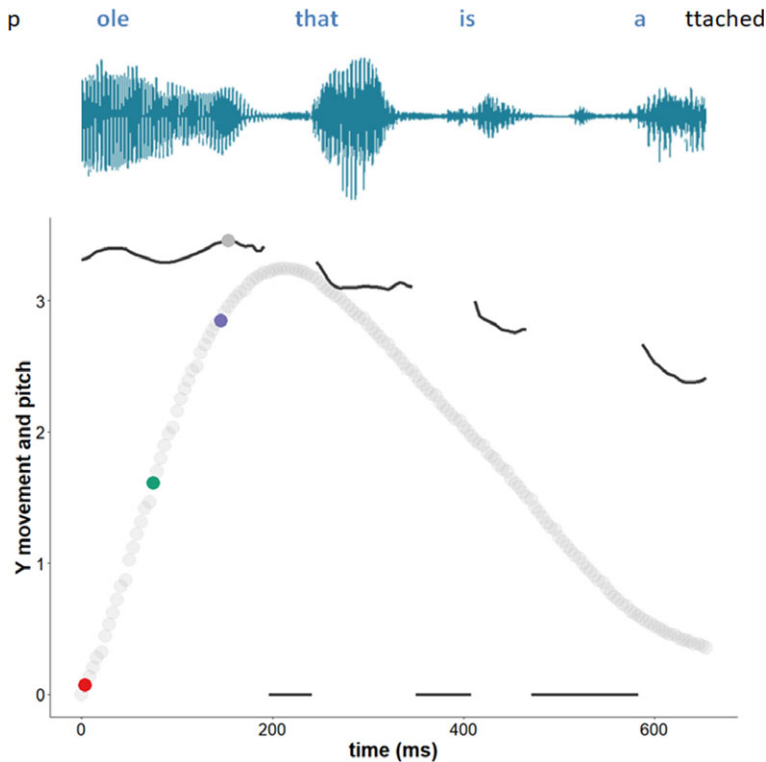 p ole that is a ttached
Y movement and pitch
3
2
1
0
0 200 400 600
time (ms)